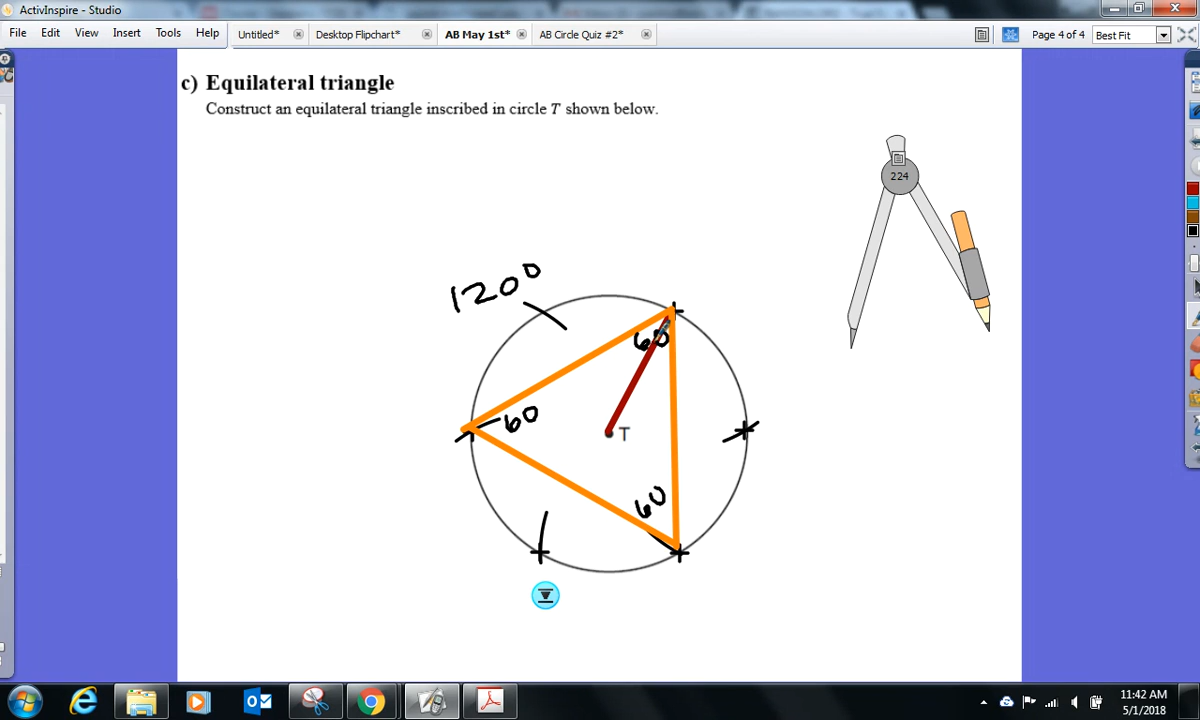 ActivInspire - Studio
File Edit View Insert Tools Help
Untitled* Desktop Flipchart* AB May 1st* AB Circle Quiz #2*
Page 4 of 4 Best Fit
c) Equilateral triangle
Construct an equilateral triangle inscribed in circle T shown below.
224
120°
60
60
T
60
11:42 AM
5/1/2018